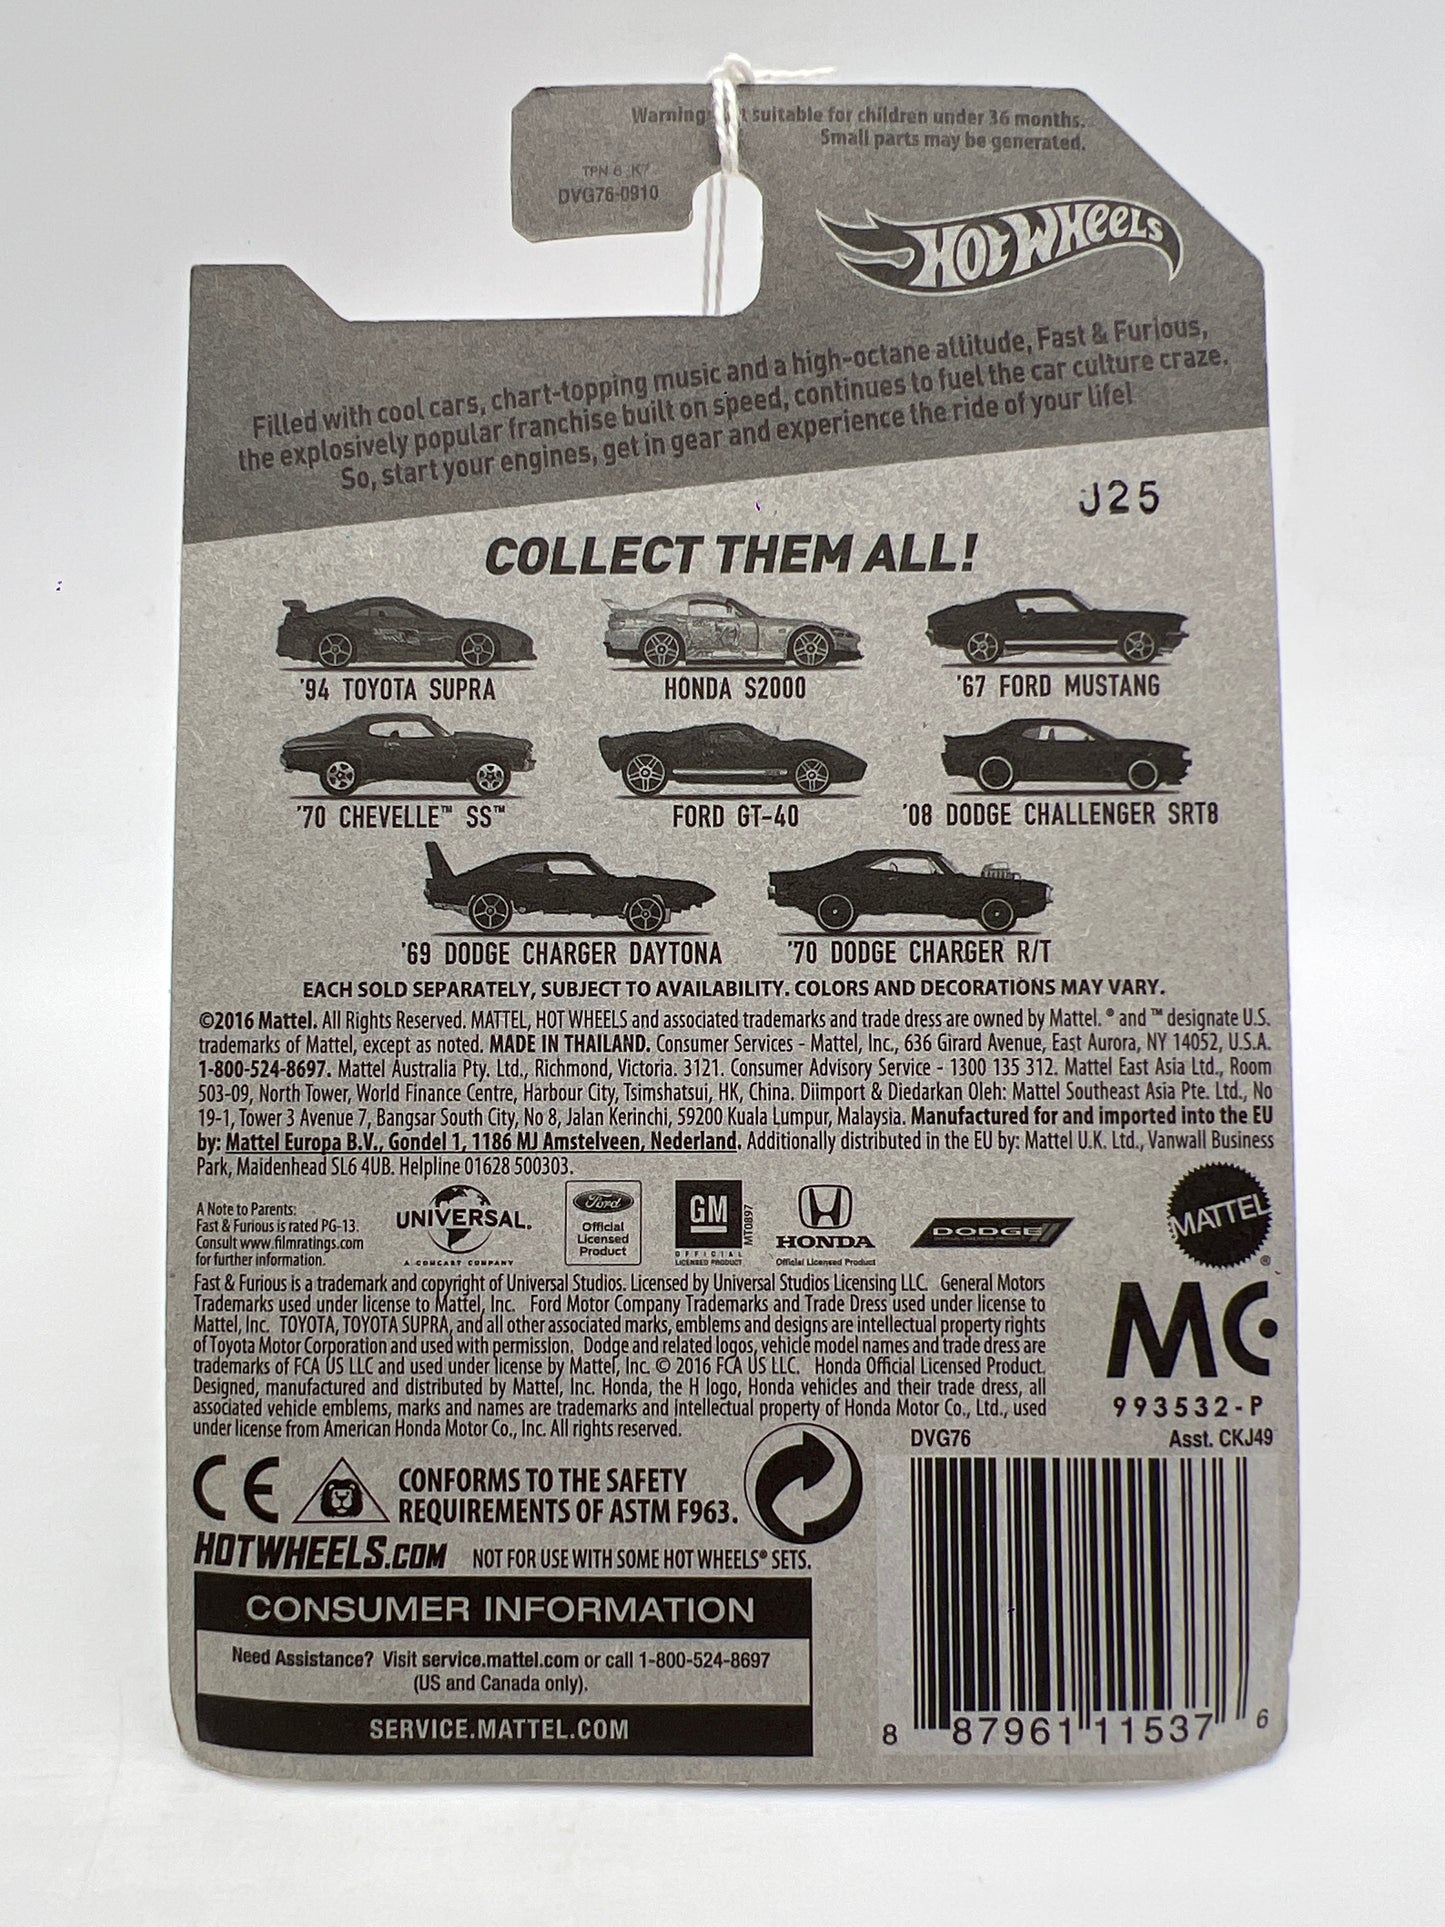 Warning: suitable for children under 36 months.
Small parts may be generated.
DVG76-0910
HOT WHEELS
Filled with cool cars, chart-topping music and a high-octane attitude, Fast & Furious,
the explosively popular franchise built on speed, continues to fuel the car culture craze.
So, start your engines, get in gear and experience the ride of your life!
J25
COLLECT THEM ALL!
'94 TOYOTA SUPRA
HONDA S2000
'67 FORD MUSTANG
'70 CHEVELLE™ SS™
FORD GT-40
'08 DODGE CHALLENGER SRT8
'69 DODGE CHARGER DAYTONA
'70 DODGE CHARGER R/T
EACH SOLD SEPARATELY, SUBJECT TO AVAILABILITY. COLORS AND DECORATIONS MAY VARY.
©2016 Mattel. All Rights Reserved. MATTEL, HOT WHEELS and associated trademarks and trade dress are owned by Mattel. ® and ™ designate U.S.
trademarks of Mattel, except as noted. MADE IN THAILAND. Consumer Services - Mattel, Inc., 636 Girard Avenue, East Aurora, NY 14052, U.S.A.
1-800-524-8697. Mattel Australia Pty. Ltd., Richmond, Victoria. 3121. Consumer Advisory Service - 1300 135 312. Mattel East Asia Ltd., Room
503-09, North Tower, World Finance Centre, Harbour City, Tsimshatsui, HK, China. Diimport & Diedarkan Oleh: Mattel Southeast Asia Pte. Ltd., No
19-1, Tower 3 Avenue 7, Bangsar South City, No 8, Jalan Kerinchi, 59200 Kuala Lumpur, Malaysia. Manufactured for and imported into the EU
by: Mattel Europa B.V., Gondel 1, 1186 MJ Amstelveen, Nederland. Additionally distributed in the EU by: Mattel U.K. Ltd., Vanwall Business
Park, Maidenhead SL6 4UB. Helpline 01628 500303.
A Note to Parents:
Fast & Furious is rated PG-13.
Consult www.filmratings.com
for further information.
UNIVERSAL.
A COMCAST COMPANY
Ford
Official
Licensed
Product
GM
OFFICIAL
LICENSED PRODUCT
MT0897
HONDA
Official Licensed Product
DODGE
MATTEL
®
Fast & Furious is a trademark and copyright of Universal Studios. Licensed by Universal Studios Licensing LLC. General Motors
Trademarks used under license to Mattel, Inc. Ford Motor Company Trademarks and Trade Dress used under license to
Mattel, Inc. TOYOTA, TOYOTA SUPRA, and all other associated marks, emblems and designs are intellectual property rights
of Toyota Motor Corporation and used with permission. Dodge and related logos, vehicle model names and trade dress are
trademarks of FCA US LLC and used under license by Mattel, Inc. © 2016 FCA US LLC. Honda Official Licensed Product.
Designed, manufactured and distributed by Mattel, Inc. Honda, the H logo, Honda vehicles and their trade dress, all
associated vehicle emblems, marks and names are trademarks and intellectual property of Honda Motor Co., Ltd., used
under license from American Honda Motor Co., Inc. All rights reserved.
MC
993532-P
DVG76
Asst. CKJ49
CE
CONFORMS TO THE SAFETY
REQUIREMENTS OF ASTM F963.
HOTWHEELS.COM
NOT FOR USE WITH SOME HOT WHEELS® SETS.
CONSUMER INFORMATION
Need Assistance? Visit service.mattel.com or call 1-800-524-8697
(US and Canada only).
SERVICE.MATTEL.COM
8 87961 11537 6